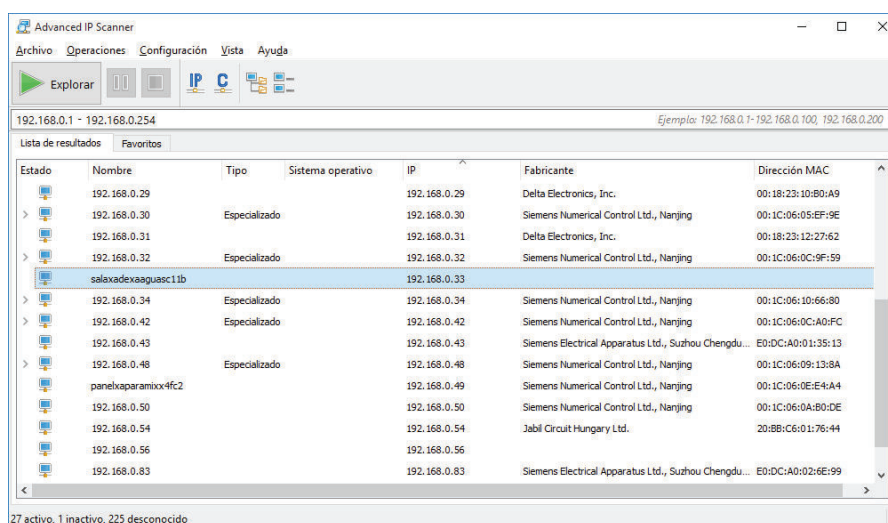 Advanced IP Scanner
Archivo Operaciones Configuración Vista Ayuda
Explorar IP C
192.168.0.1 - 192.168.0.254 Ejemplo: 192.168.0.1-192.168.0.100, 192.168.0.200
Lista de resultados Favoritos
Estado Nombre Tipo Sistema operativo IP Fabricante Dirección MAC
192.168.0.29 192.168.0.29 Delta Electronics, Inc. 00:18:23:10:B0:A9
192.168.0.30 Especializado 192.168.0.30 Siemens Numerical Control Ltd., Nanjing 00:1C:06:05:EF:9E
192.168.0.31 192.168.0.31 Delta Electronics, Inc. 00:18:23:12:27:62
192.168.0.32 Especializado 192.168.0.32 Siemens Numerical Control Ltd., Nanjing 00:1C:06:0C:9F:59
salaxadexaaguasc11b 192.168.0.33
192.168.0.34 Especializado 192.168.0.34 Siemens Numerical Control Ltd., Nanjing 00:1C:06:10:66:80
192.168.0.42 Especializado 192.168.0.42 Siemens Numerical Control Ltd., Nanjing 00:1C:06:0C:A0:FC
192.168.0.43 192.168.0.43 Siemens Electrical Apparatus Ltd., Suzhou Chengdu... E0:DC:A0:01:35:13
192.168.0.48 Especializado 192.168.0.48 Siemens Numerical Control Ltd., Nanjing 00:1C:06:09:13:8A
panelxaparamixx4fc2 192.168.0.49 Siemens Numerical Control Ltd., Nanjing 00:1C:06:0E:E4:A4
192.168.0.50 192.168.0.50 Siemens Numerical Control Ltd., Nanjing 00:1C:06:0A:B0:DE
192.168.0.54 192.168.0.54 Jabil Circuit Hungary Ltd. 20:BB:C6:01:76:44
192.168.0.56 192.168.0.56
192.168.0.83 192.168.0.83 Siemens Electrical Apparatus Ltd., Suzhou Chengdu... E0:DC:A0:02:6E:99
27 activo, 1 inactivo, 225 desconocido